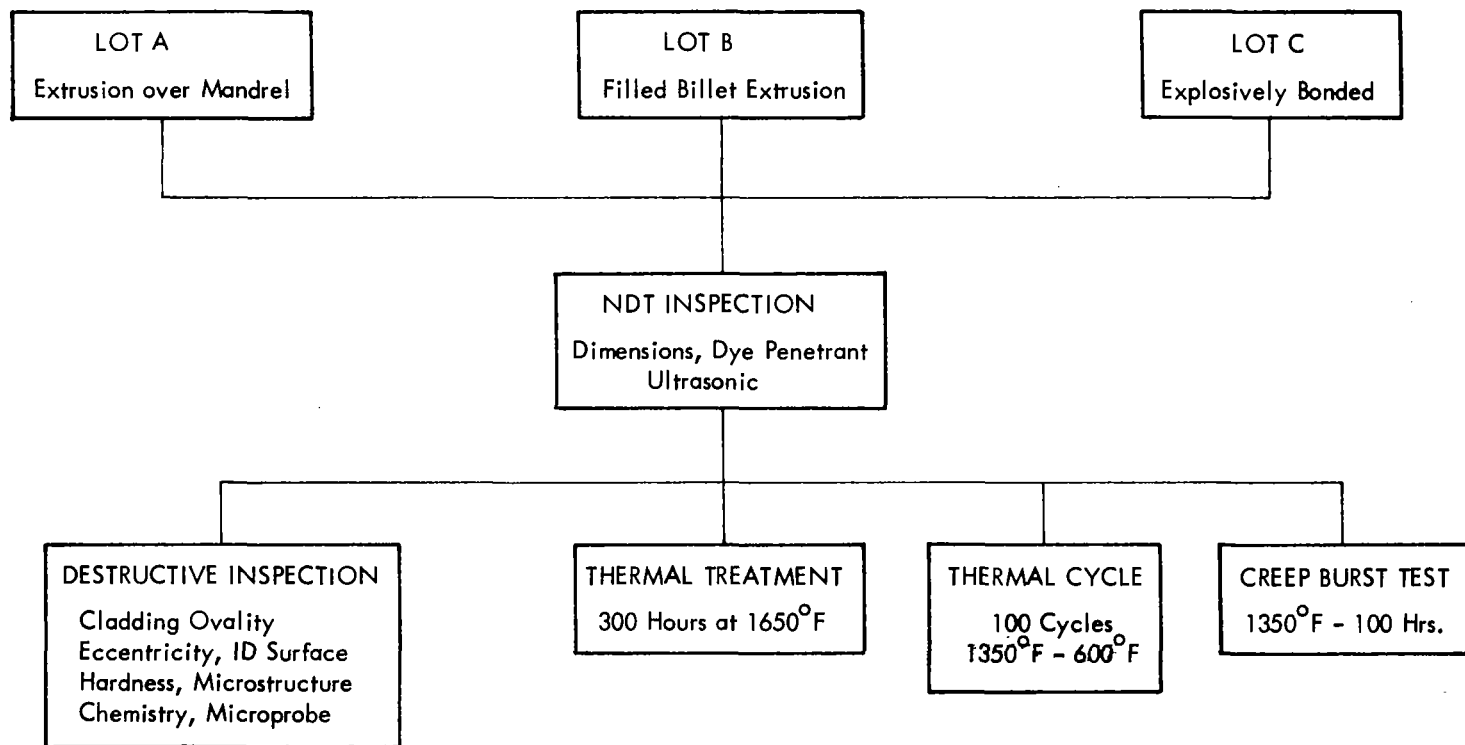 LOT A
Extrusion over Mandrel
LOT B
Filled Billet Extrusion
LOT C
Explosively Bonded
NDT INSPECTION
Dimensions, Dye Penetrant
Ultrasonic
DESTRUCTIVE INSPECTION
Cladding Ovality
Eccentricity, ID Surface
Hardness, Microstructure
Chemistry, Microprobe
THERMAL TREATMENT
300 Hours at 1650°F
THERMAL CYCLE
100 Cycles
1350°F - 600°F
CREEP BURST TEST
1350°F - 100 Hrs.